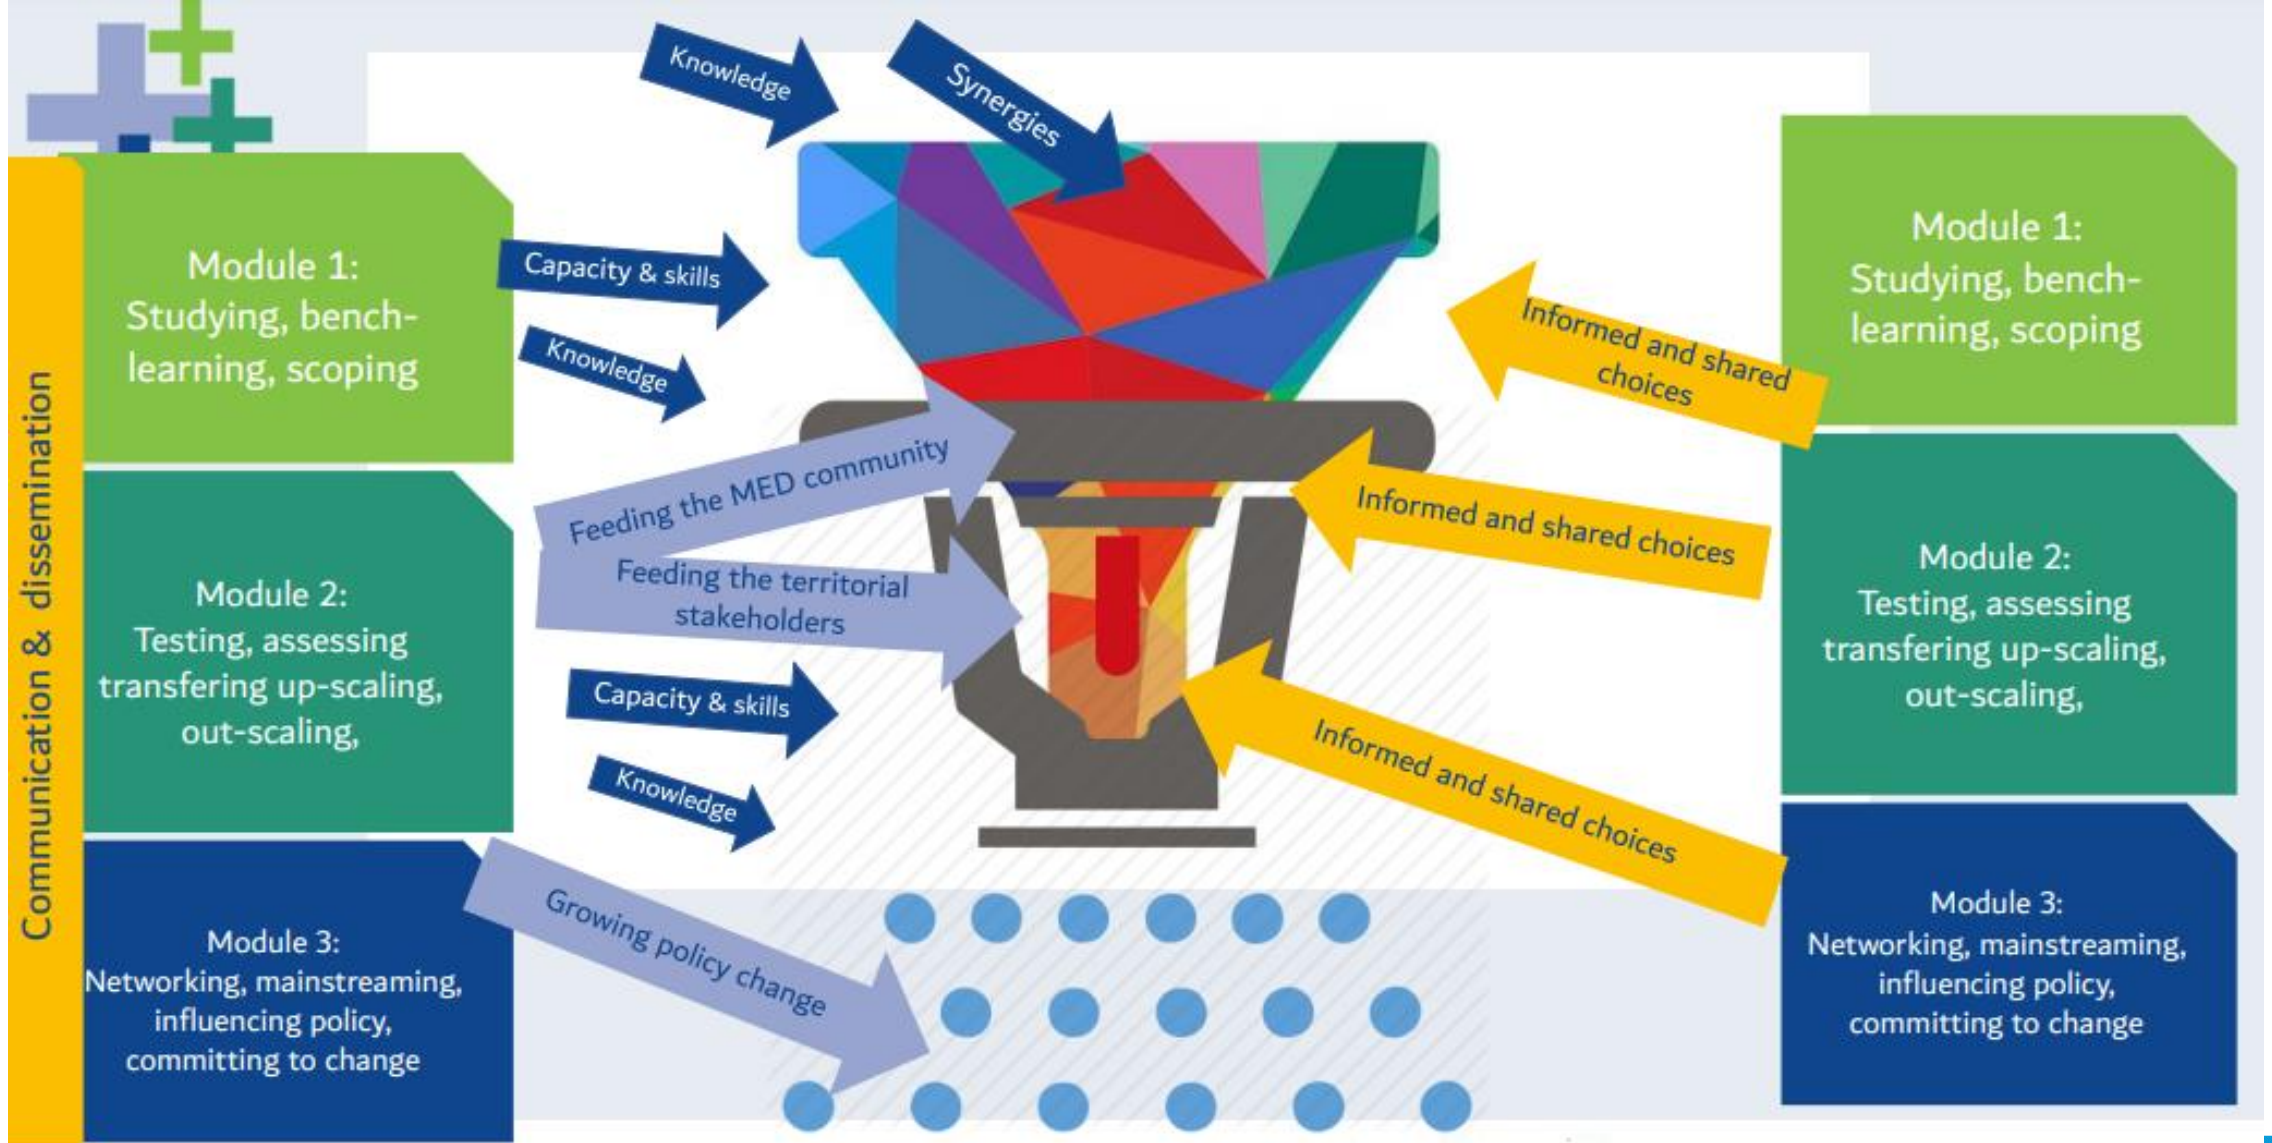 Communication & dissemination
Module 1:
Studying, bench-
learning, scoping
Module 2:
Testing, assessing
transfering up-scaling,
out-scaling,
Module 3:
Networking, mainstreaming,
influencing policy,
committing to change
Knowledge
Synergies
Capacity & skills
Knowledge
Feeding the MED community
Feeding the territorial
stakeholders
Capacity & skills
Knowledge
Growing policy change
Informed and shared
choices
Informed and shared choices
Informed and shared choices
Module 1:
Studying, bench-
learning, scoping
Module 2:
Testing, assessing
transfering up-scaling,
out-scaling,
Module 3:
Networking, mainstreaming,
influencing policy,
committing to change